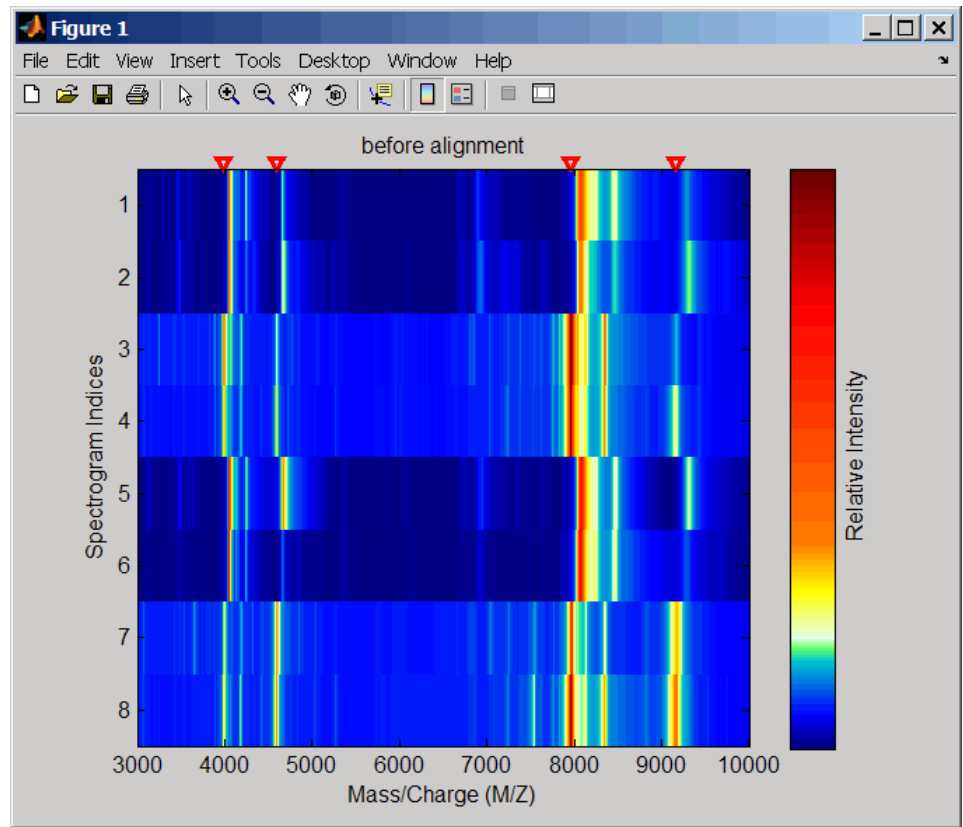 Figure 1
File Edit View Insert Tools Desktop Window Help
before alignment
1
2
3
4
5
6
7
8
Spectrogram Indices
3000 4000 5000 6000 7000 8000 9000 10000
Mass/Charge (M/Z)
Relative Intensity